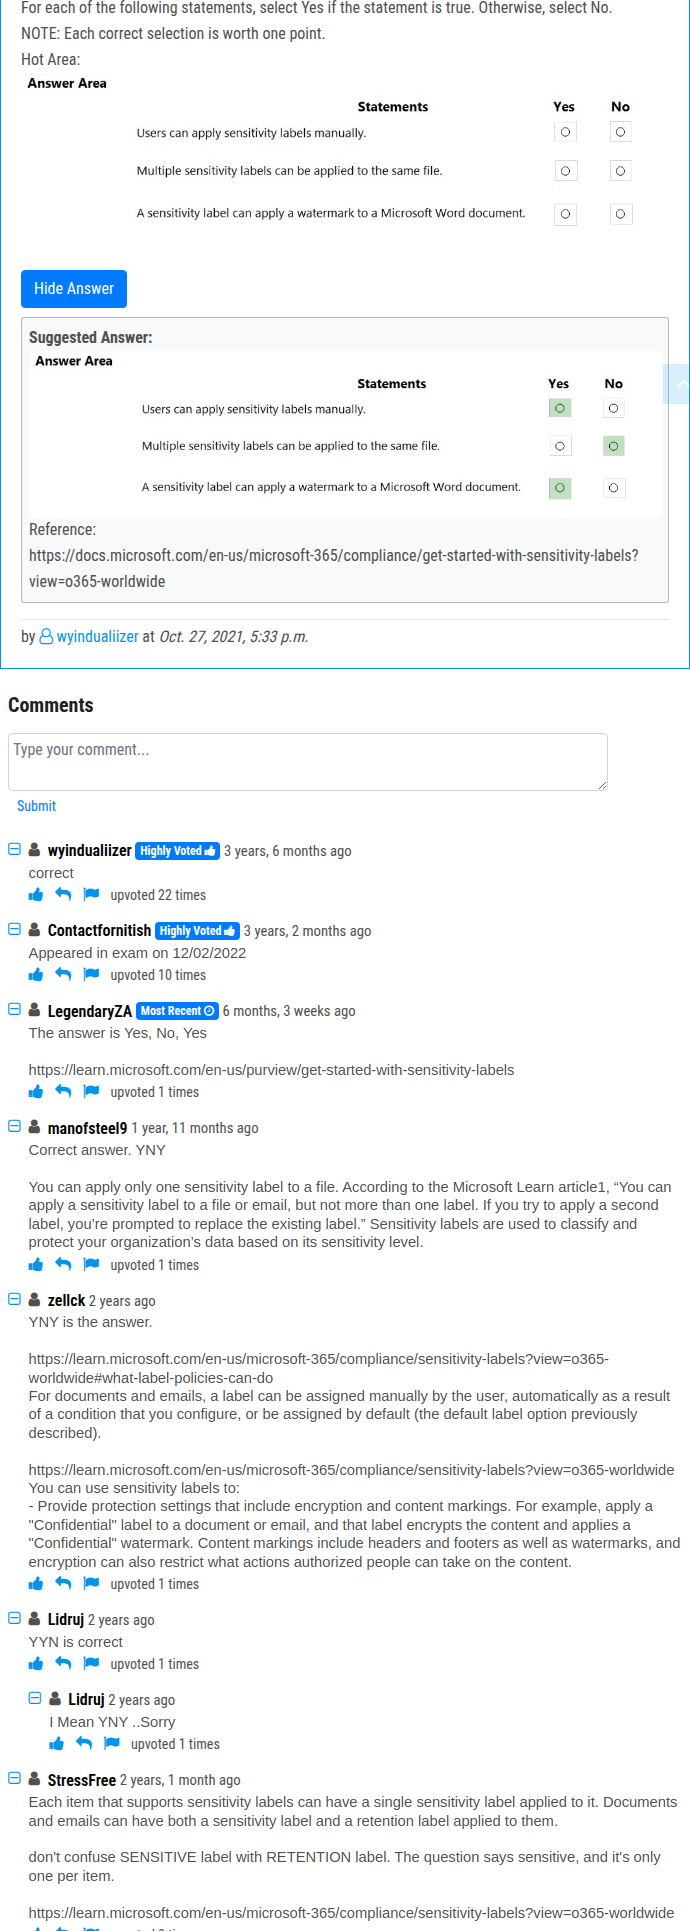 For each of the following statements, select Yes if the statement is true. Otherwise, select No.
NOTE: Each correct selection is worth one point.
Hot Area:
Answer Area
Statements Yes No
Users can apply sensitivity labels manually.
Multiple sensitivity labels can be applied to the same file.
A sensitivity label can apply a watermark to a Microsoft Word document.
Hide Answer
Suggested Answer:
Answer Area
Statements Yes No
Users can apply sensitivity labels manually.
Multiple sensitivity labels can be applied to the same file.
A sensitivity label can apply a watermark to a Microsoft Word document.
Reference:
https://docs.microsoft.com/en-us/microsoft-365/compliance/get-started-with-sensitivity-labels?
view=o365-worldwide
by wyindualiizer at Oct. 27, 2021, 5:33 p.m.
Comments
Type your comment...
Submit
wyindualiizer Highly Voted 3 years, 6 months ago
correct
upvoted 22 times
Contactfornitish Highly Voted 3 years, 2 months ago
Appeared in exam on 12/02/2022
upvoted 10 times
LegendaryZA Most Recent 6 months, 3 weeks ago
The answer is Yes, No, Yes
https://learn.microsoft.com/en-us/purview/get-started-with-sensitivity-labels
upvoted 1 times
manofsteel9 1 year, 11 months ago
Correct answer. YNY
You can apply only one sensitivity label to a file. According to the Microsoft Learn article1, “You can
apply a sensitivity label to a file or email, but not more than one label. If you try to apply a second
label, you’re prompted to replace the existing label.” Sensitivity labels are used to classify and
protect your organization’s data based on its sensitivity level.
upvoted 1 times
zellck 2 years ago
YNY is the answer.
https://learn.microsoft.com/en-us/microsoft-365/compliance/sensitivity-labels?view=o365-
worldwide#what-label-policies-can-do
For documents and emails, a label can be assigned manually by the user, automatically as a result
of a condition that you configure, or be assigned by default (the default label option previously
described).
https://learn.microsoft.com/en-us/microsoft-365/compliance/sensitivity-labels?view=o365-worldwide
You can use sensitivity labels to:
- Provide protection settings that include encryption and content markings. For example, apply a
"Confidential" label to a document or email, and that label encrypts the content and applies a
"Confidential" watermark. Content markings include headers and footers as well as watermarks, and
encryption can also restrict what actions authorized people can take on the content.
upvoted 1 times
Lidruj 2 years ago
YYN is correct
upvoted 1 times
Lidruj 2 years ago
I Mean YNY ..Sorry
upvoted 1 times
StressFree 2 years, 1 month ago
Each item that supports sensitivity labels can have a single sensitivity label applied to it. Documents
and emails can have both a sensitivity label and a retention label applied to them.
don't confuse SENSITIVE label with RETENTION label. The question says sensitive, and it's only
one per item.
https://learn.microsoft.com/en-us/microsoft-365/compliance/sensitivity-labels?view=o365-worldwide